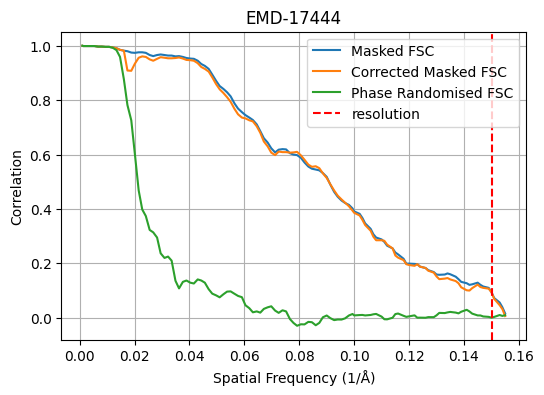 EMD-17444
1.0
0.8
0.6
0.4
0.2
0.0
Correlation
Masked FSC
Corrected Masked FSC
Phase Randomised FSC
resolution
0.00 0.02 0.04 0.06 0.08 0.10 0.12 0.14 0.16
Spatial Frequency (1/Å)